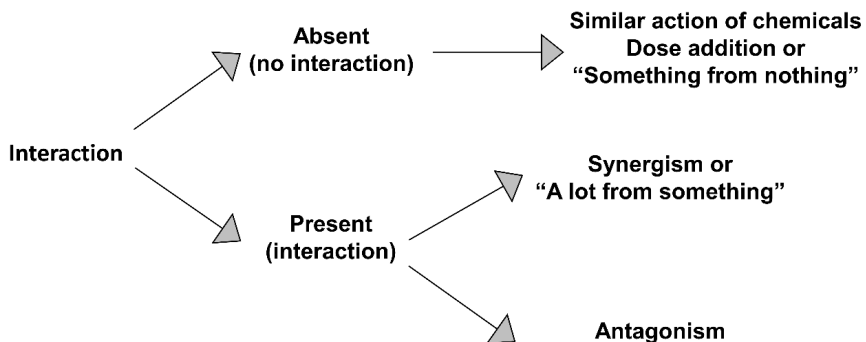 Absent
(no interaction)
Similar action of chemicals
Dose addition or
“Something from nothing”
Interaction
Present
(interaction)
Synergism or
“A lot from something”
Antagonism